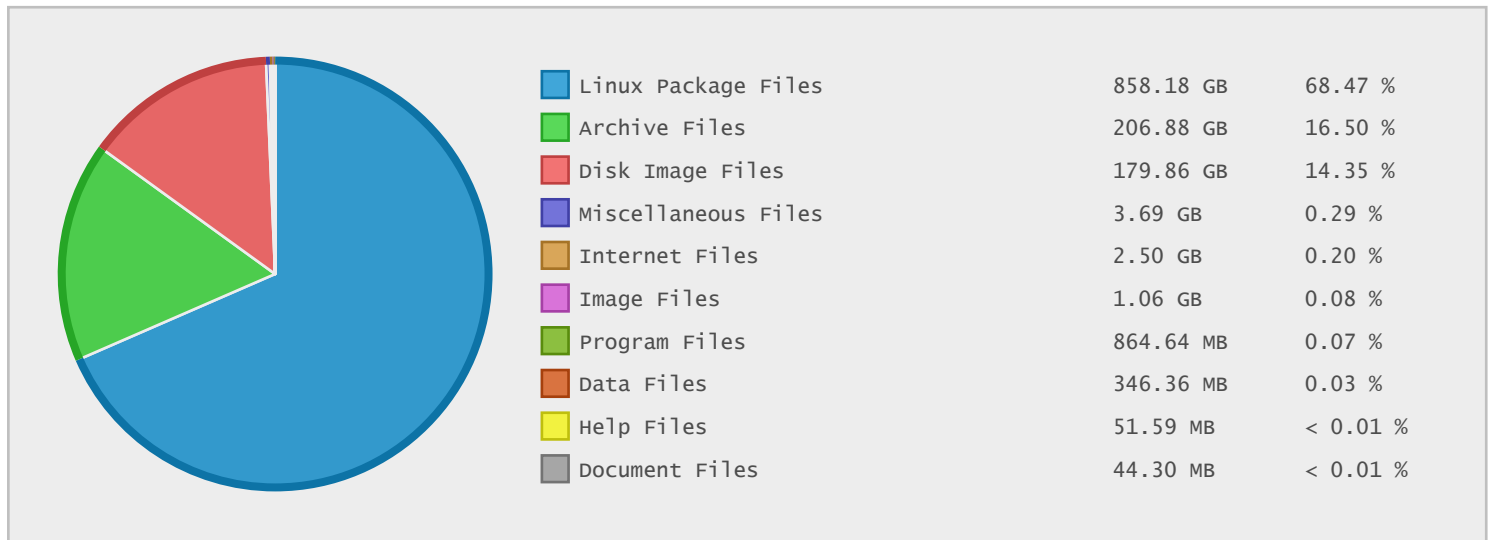 Linux Package Files 858.18 GB 68.47 %
Archive Files 206.88 GB 16.50 %
Disk Image Files 179.86 GB 14.35 %
Miscellaneous Files 3.69 GB 0.29 %
Internet Files 2.50 GB 0.20 %
Image Files 1.06 GB 0.08 %
Program Files 864.64 MB 0.07 %
Data Files 346.36 MB 0.03 %
Help Files 51.59 MB < 0.01 %
Document Files 44.30 MB < 0.01 %